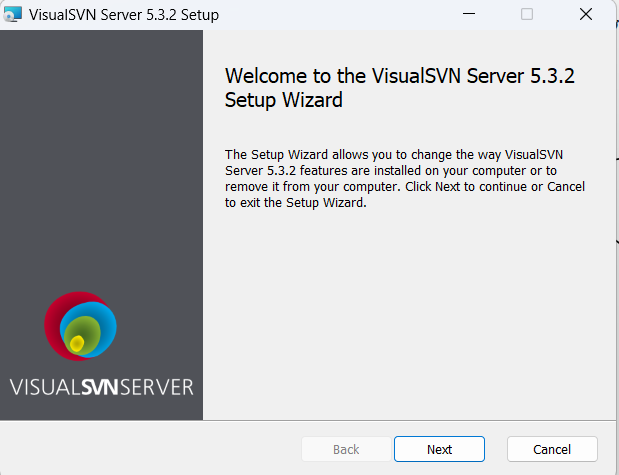 VisualSVN Server 5.3.2 Setup
Welcome to the VisualSVN Server 5.3.2
Setup Wizard
The Setup Wizard allows you to change the way VisualSVN
Server 5.3.2 features are installed on your computer or to
remove it from your computer. Click Next to continue or Cancel
to exit the Setup Wizard.
VISUALSVNSERVER
Back
Next
Cancel